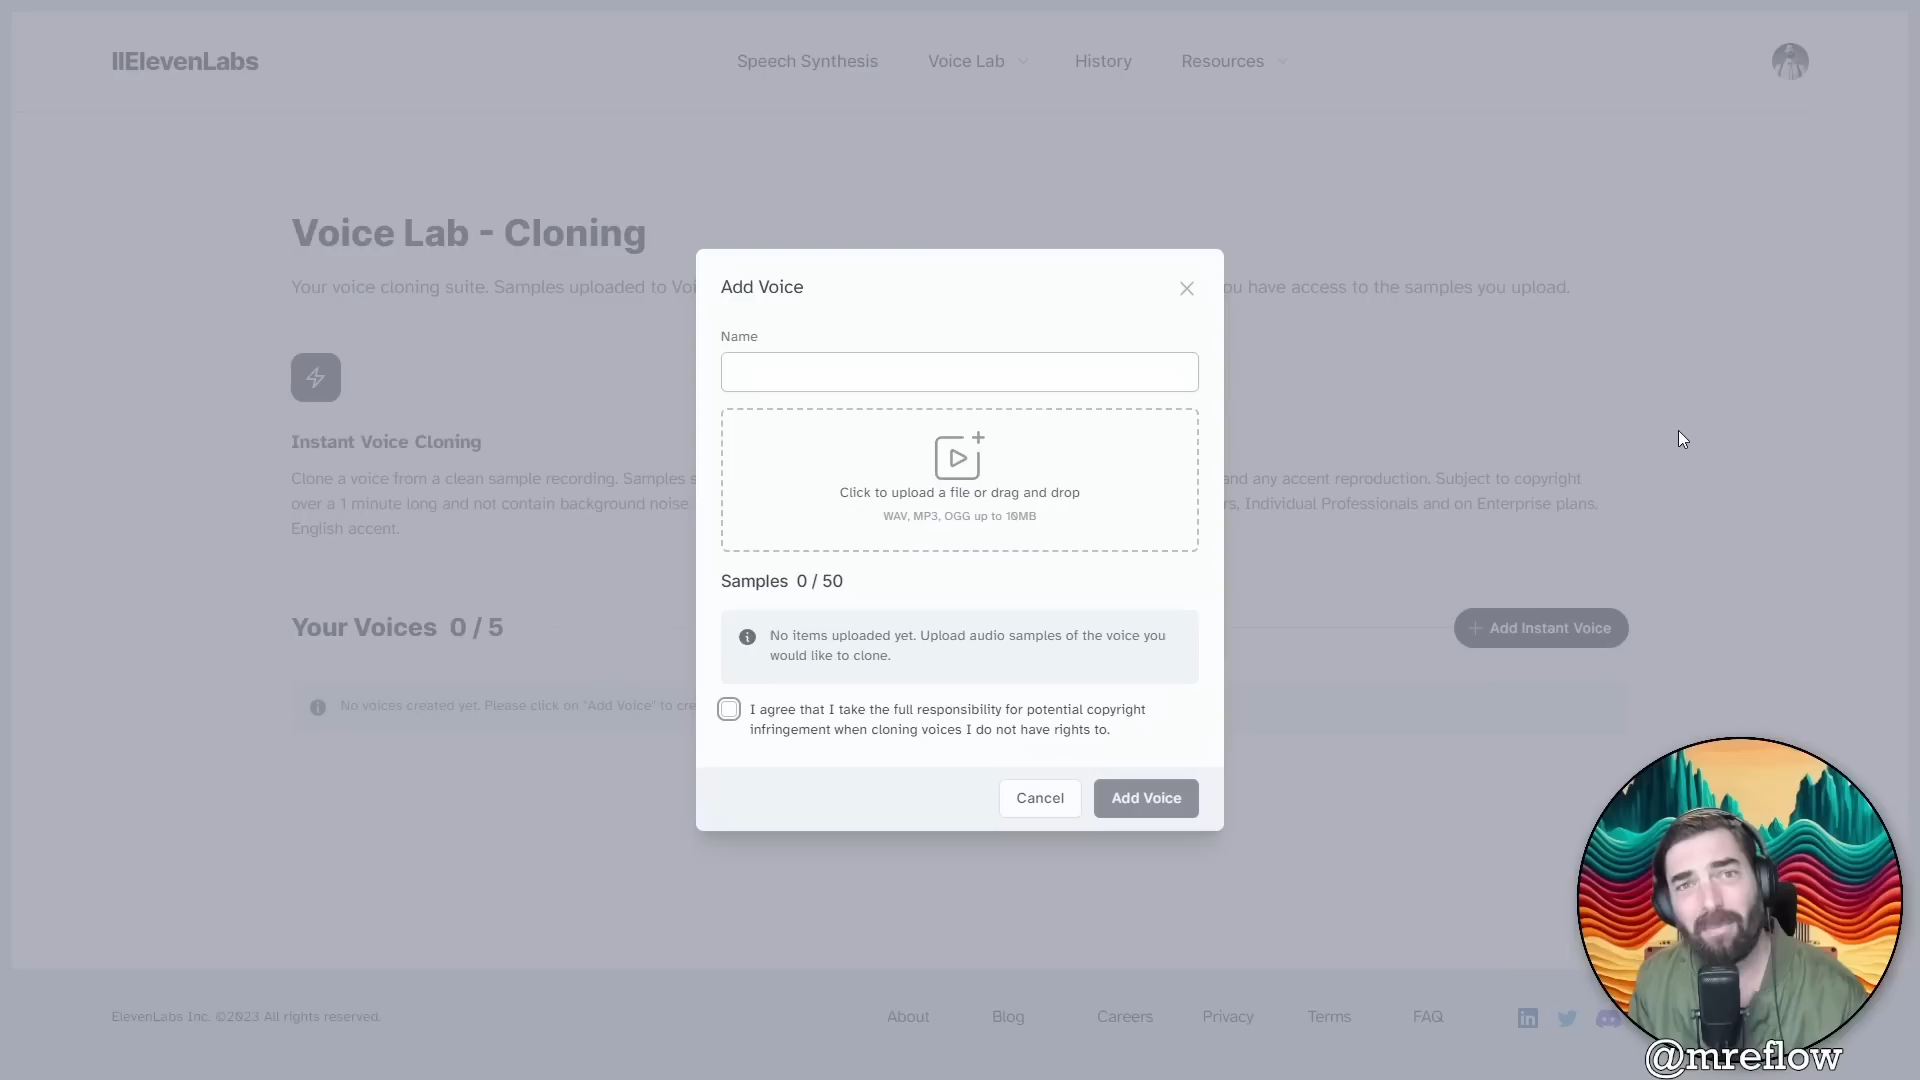 IIElevenLabs
Speech Synthesis
Voice Lab
History
Resources
Voice Lab - Cloning
Your voice cloning suite. Samples uploaded to Voi
ou have access to the samples you upload.
Add Voice
Name
Click to upload a file or drag and drop
WAV, MP3, OGG up to 10MB
Instant Voice Cloning
Clone a voice from a clean sample recording. Samples s
over a 1 minute long and not contain background noise
English accent.
and any accent reproduction. Subject to copyright
rs, Individual Professionals and on Enterprise plans.
Samples 0 / 50
Your Voices 0 / 5
+ Add Instant Voice
No items uploaded yet. Upload audio samples of the voice you
would like to clone.
No voices created yet. Please click on "Add Voice" to cre
I agree that I take the full responsibility for potential copyright
infringement when cloning voices I do not have rights to.
Cancel
Add Voice
ElevenLabs Inc. ©2023 All rights reserved.
About
Blog
Careers
Privacy
Terms
FAQ
@mreflow